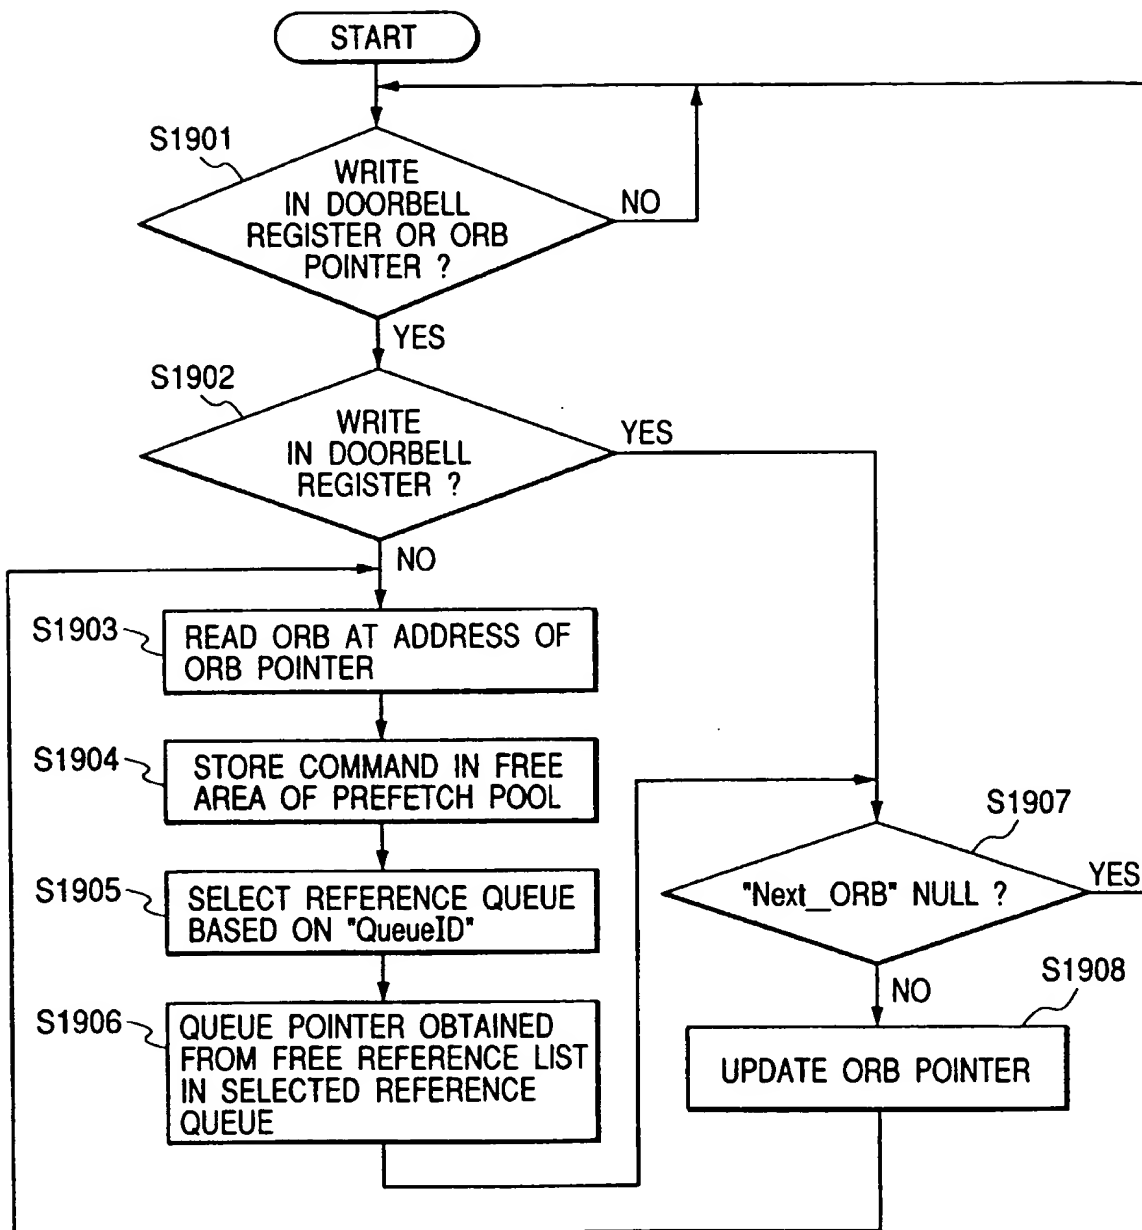 START
S1901
WRITE
IN DOORBELL
REGISTER OR ORB
POINTER ?
NO
YES
S1902
WRITE
IN DOORBELL
REGISTER ?
YES
NO
S1903
READ ORB AT ADDRESS OF
ORB POINTER
S1904
STORE COMMAND IN FREE
AREA OF PREFETCH POOL
S1905
SELECT REFERENCE QUEUE
BASED ON "QueueID"
S1906
QUEUE POINTER OBTAINED
FROM FREE REFERENCE LIST
IN SELECTED REFERENCE
QUEUE
S1907
"Next_ORB" NULL ?
YES
NO
S1908
UPDATE ORB POINTER